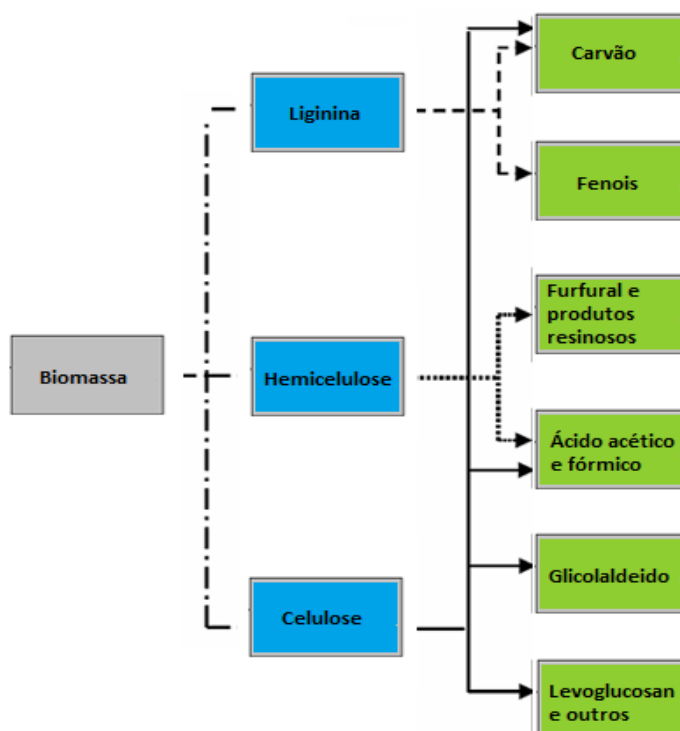 Carvão
Liginina
Fenois
Furfural e
produtos
resinosos
Biomassa
Hemicelulose
Ácido acético
e fórmico
Glicolaldeido
Celulose
Levoglucosan
e outros